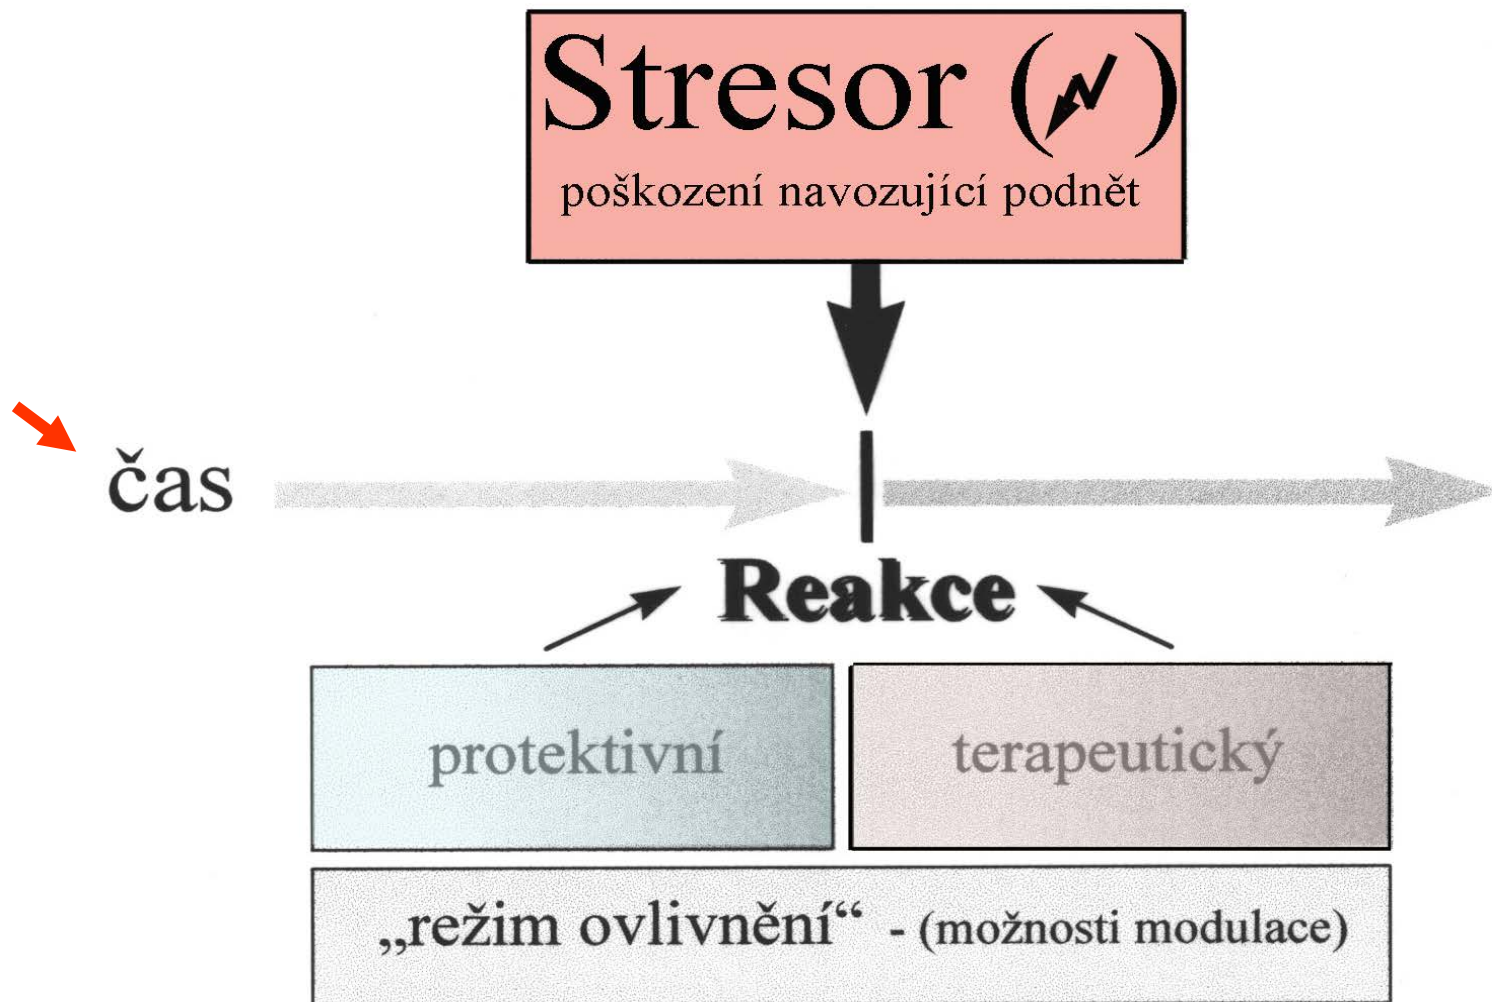 Stresor ( )
poškození navozující podnět
čas
Reakce
protektivní
terapeutický
„režim ovlivnění“ - (možnosti modulace)